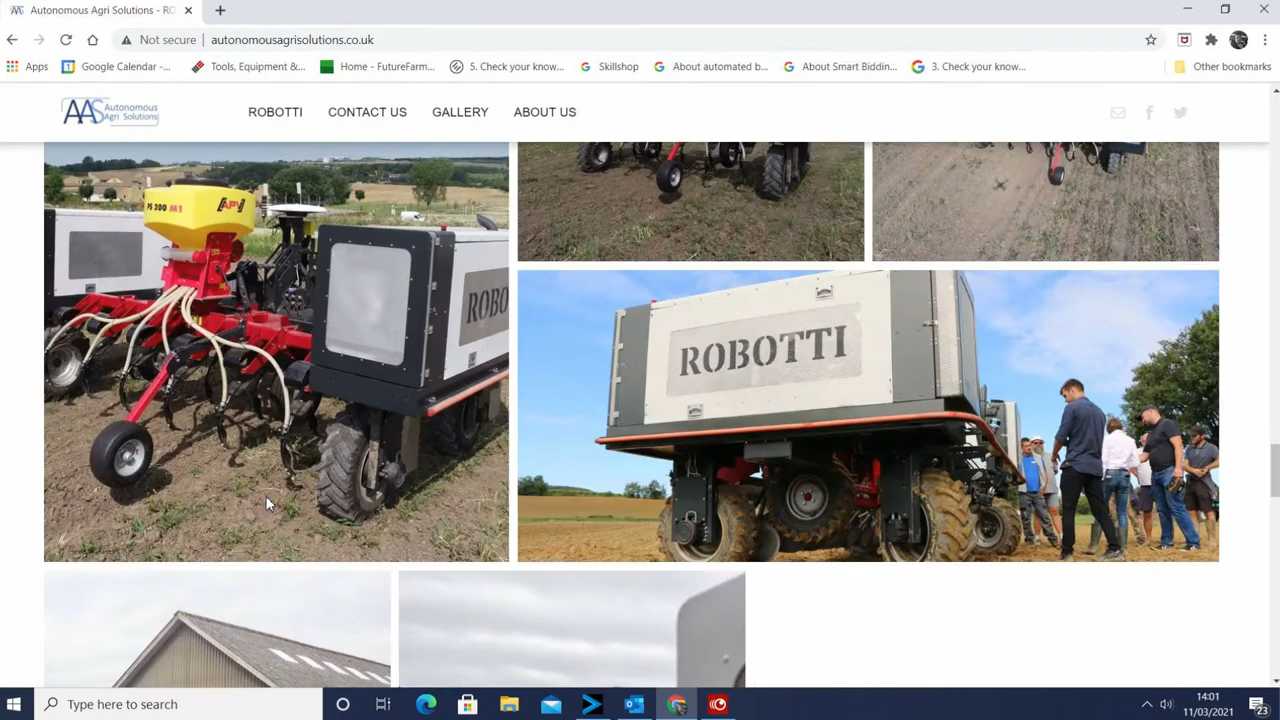 Autonomous Agri Solutions - RO
Not secure
autonomousagrisolutions.co.uk
Apps
Google Calendar -...
Tools, Equipment &...
Home - FutureFarm...
5. Check your know...
Skillshop
About automated b...
About Smart Biddin...
3. Check your know...
Other bookmarks
AAS Autonomous
Agri Solutions
ROBOTTI
CONTACT US
GALLERY
ABOUT US
PS 200 M1
APV
ROBO
ROBOTTI
Type here to search
14:01
11/03/2021
23